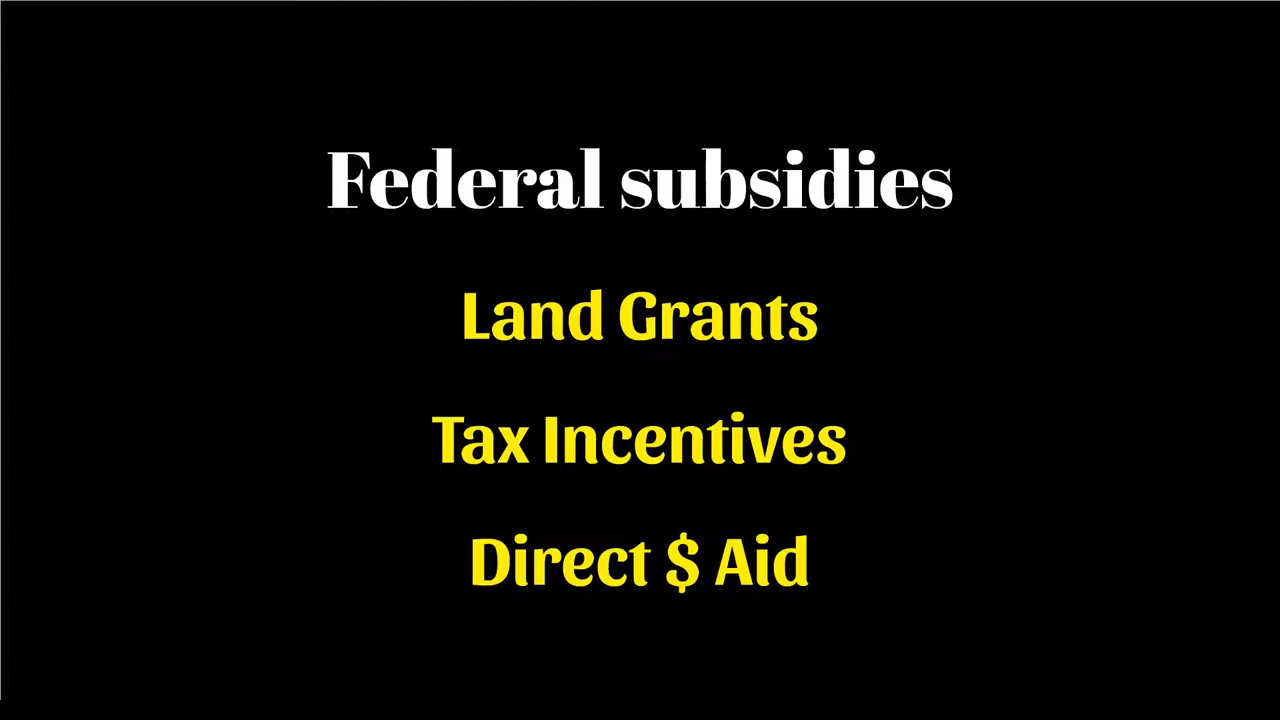 Federal subsidies
Land Grants
Tax Incentives
Direct $ Aid